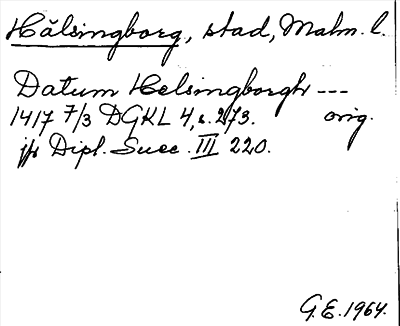 Hälsingborg, stad, Malm. l.
Datum Helsingborgh ---
1417 7/3 DGKL 4, s. 273. orig.
jfr Dipl. Suec. III 220.
G.E. 1964.